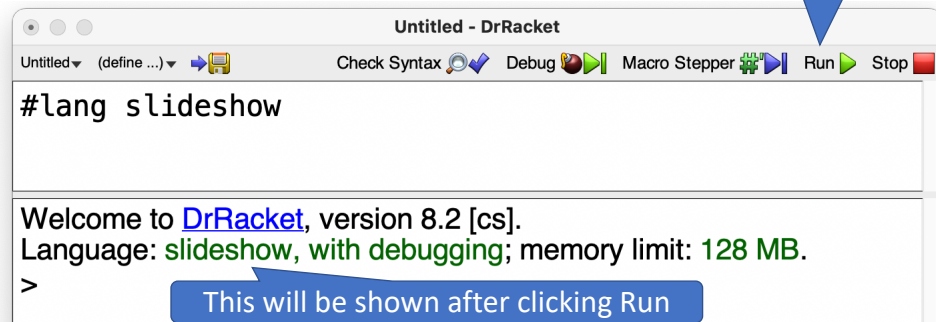 Untitled - DrRacket
Untitled (define ...) Check Syntax Debug Macro Stepper Run Stop
#lang slideshow
Welcome to DrRacket, version 8.2 [cs].
Language: slideshow, with debugging; memory limit: 128 MB.
>
This will be shown after clicking Run